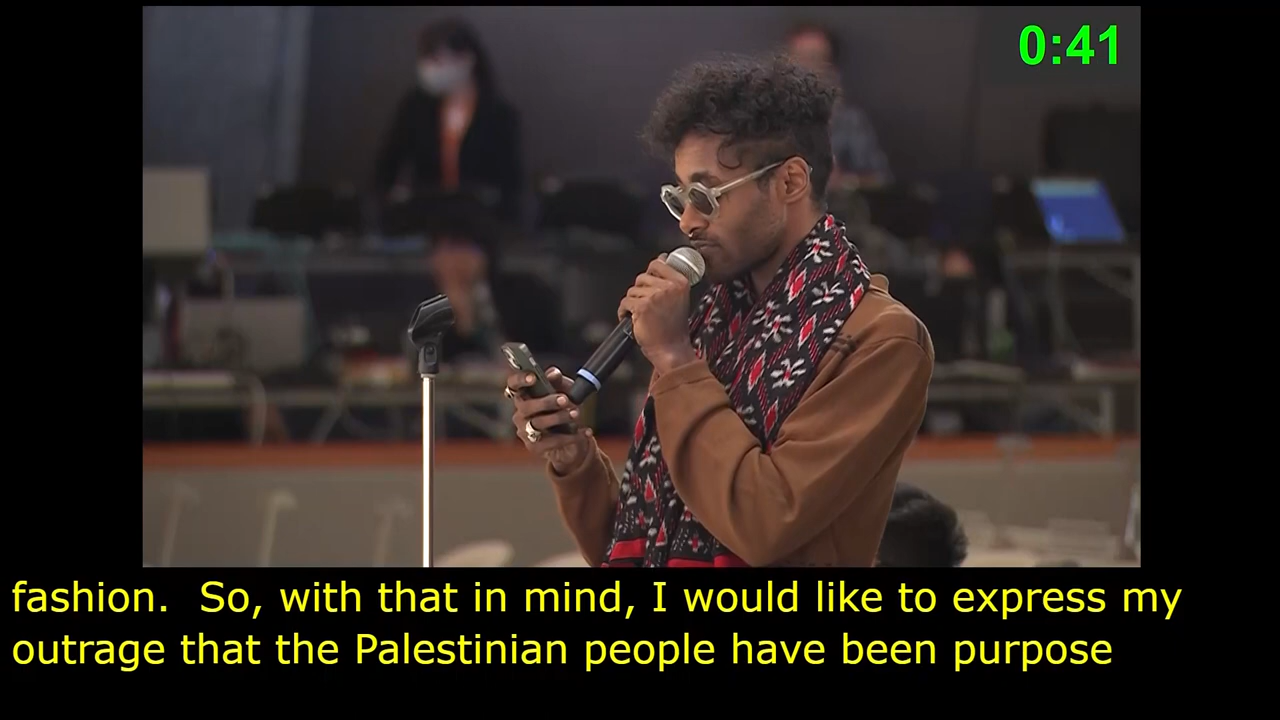 0:41
fashion.  So, with that in mind, I would like to express my
outrage that the Palestinian people have been purpose